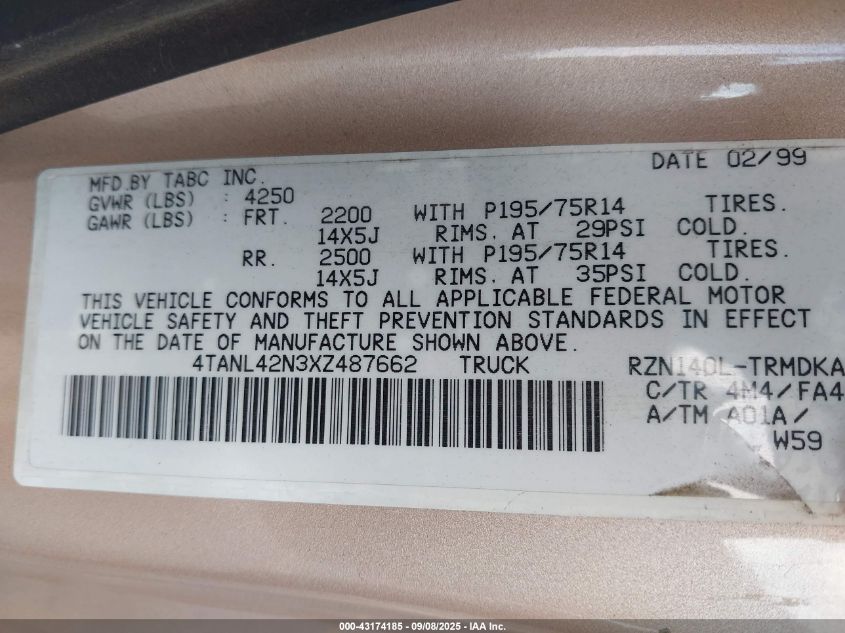 DATE 02/99
MFD.BY TABC INC.
GVWR (LBS) : 4250
GAWR (LBS) : FRT. 2200 WITH P195/75R14 TIRES.
14X5J RIMS. AT 29PSI COLD.
RR. 2500 WITH P195/75R14 TIRES.
14X5J RIMS. AT 35PSI COLD.
THIS VEHICLE CONFORMS TO ALL APPLICABLE FEDERAL MOTOR
VEHICLE SAFETY AND THEFT PREVENTION STANDARDS IN EFFECT
ON THE DATE OF MANUFACTURE SHOWN ABOVE.
4TANL42N3XZ487662 TRUCK RZN140L-TRMDKA
C/TR 4M4/FA4
A/TM A01A/
W59
000-43174185 - 09/08/2025 - IAA Inc.